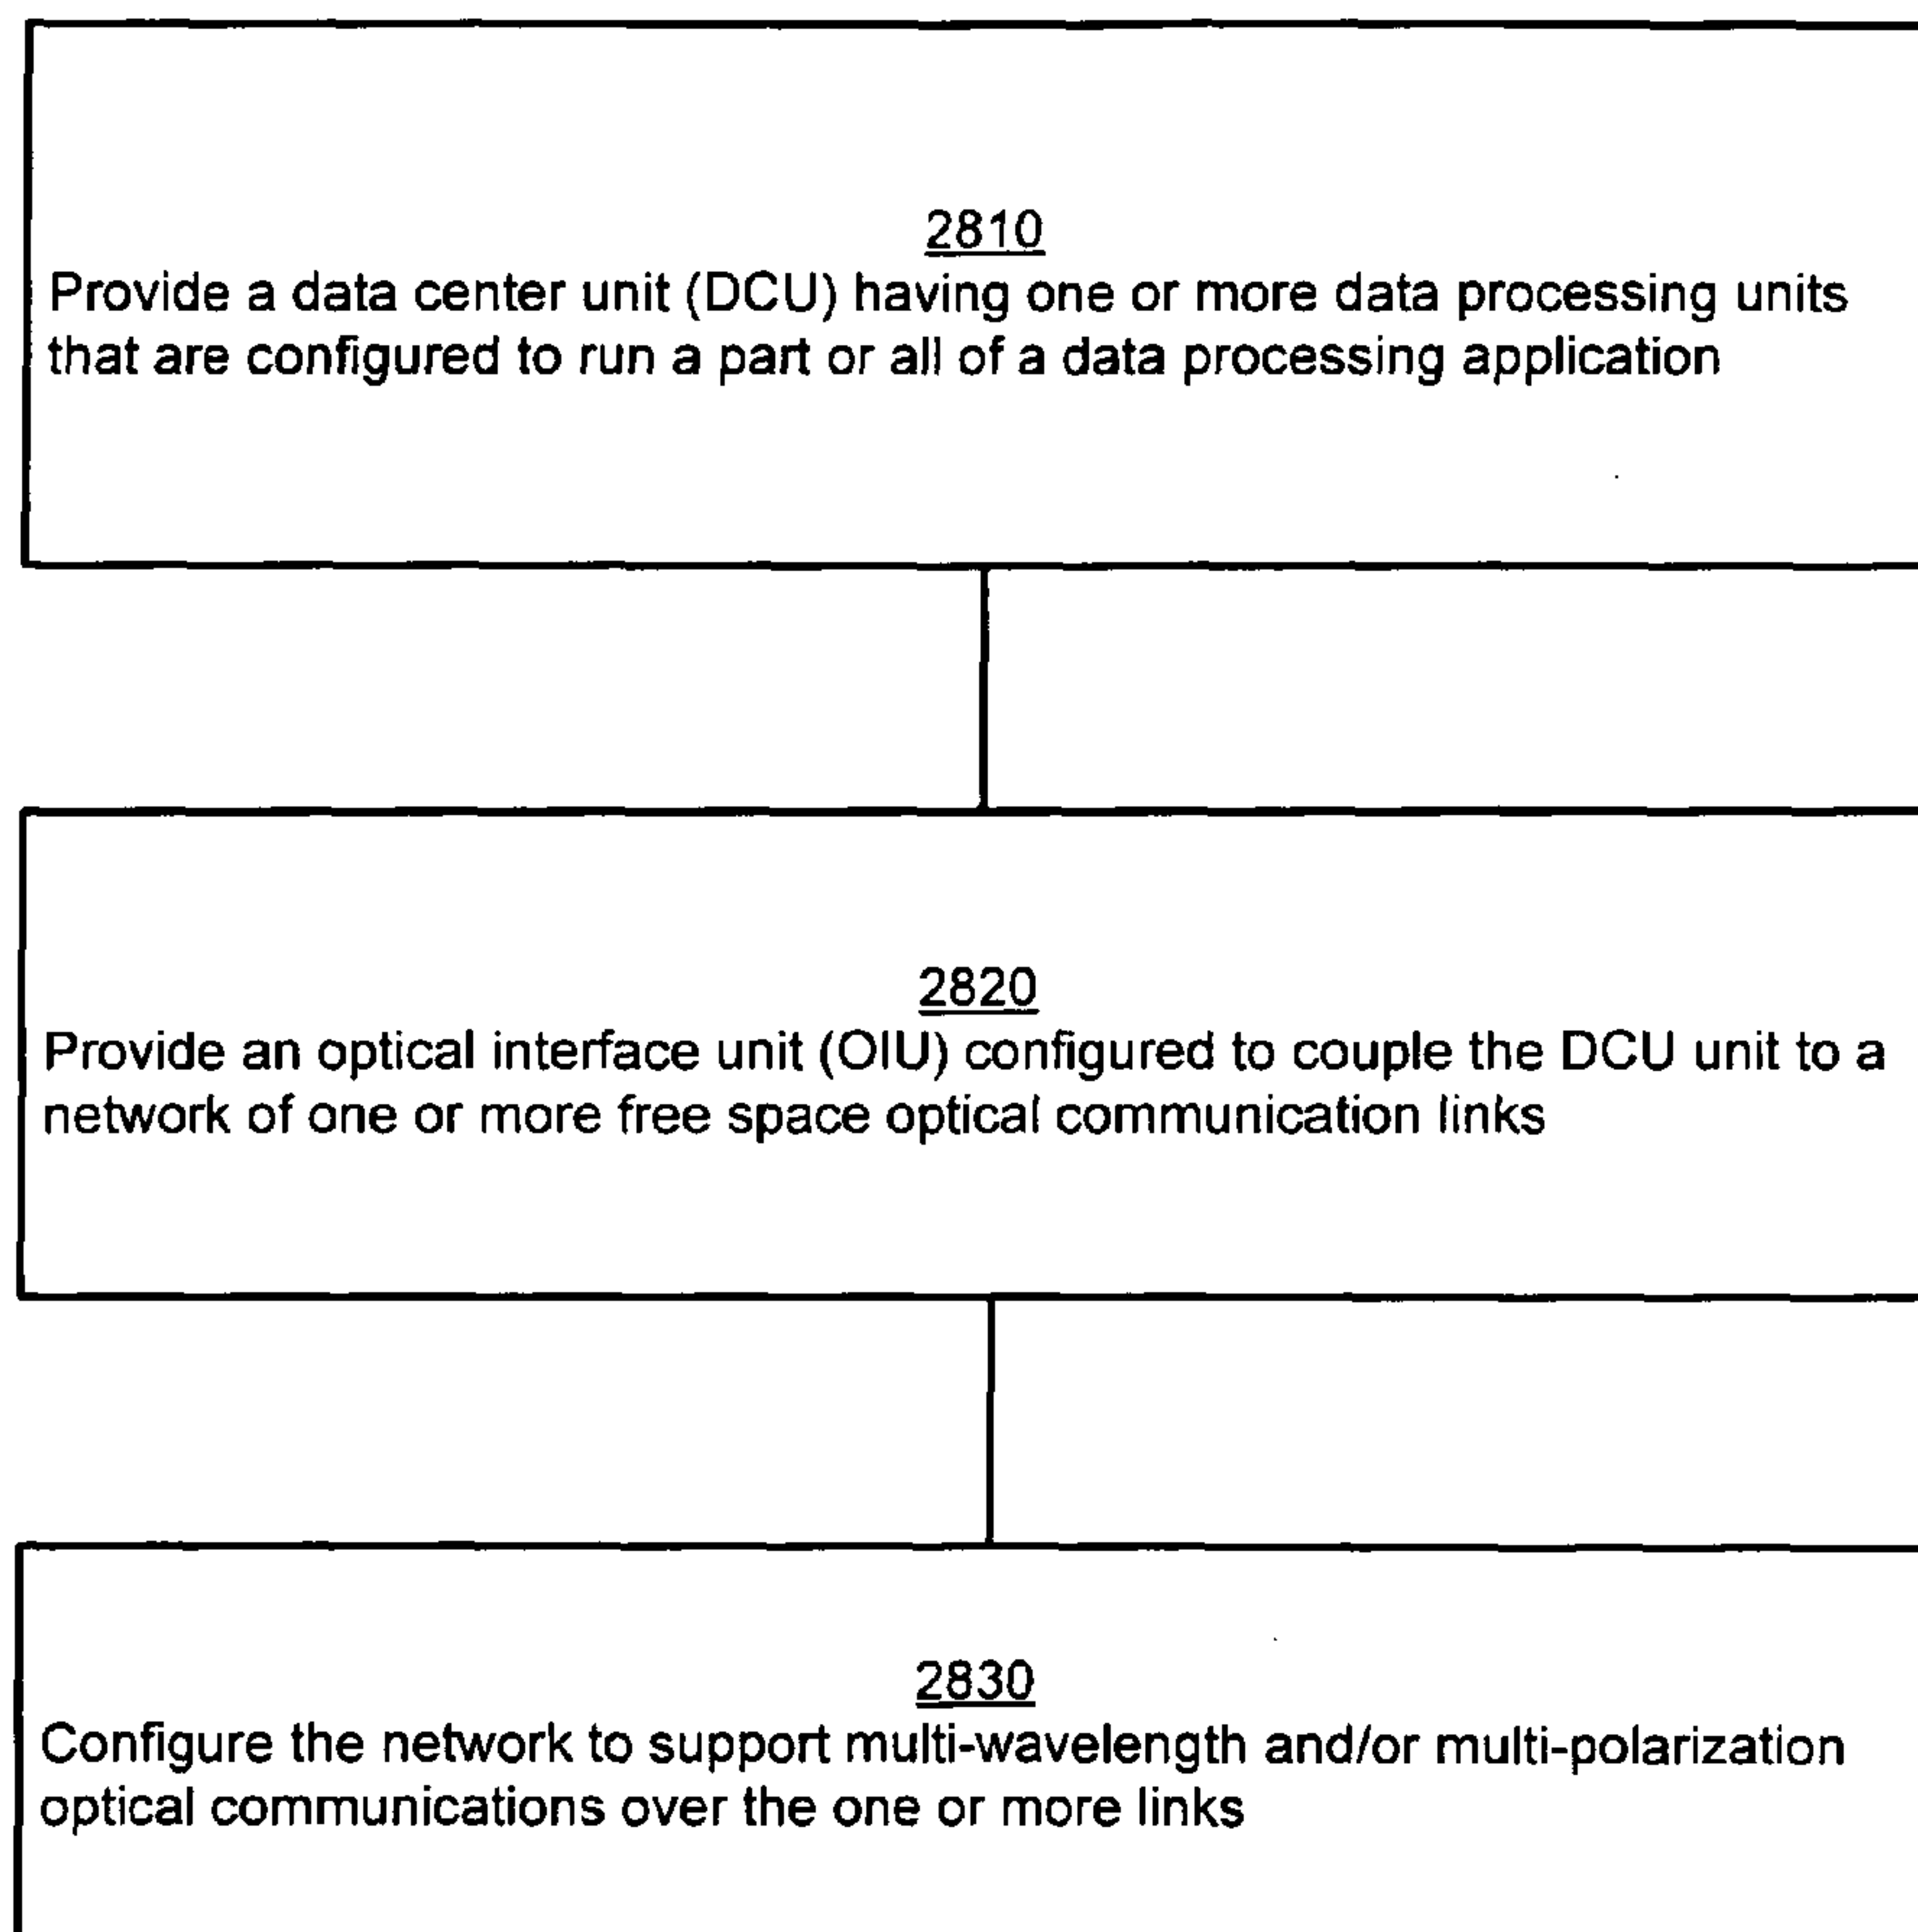 2810
Provide a data center unit (DCU) having one or more data processing units
that are configured to run a part or all of a data processing application
2820
Provide an optical interface unit (OIU) configured to couple the DCU unit to a
network of one or more free space optical communication links
2830
Configure the network to support multi-wavelength and/or multi-polarization
optical communications over the one or more links